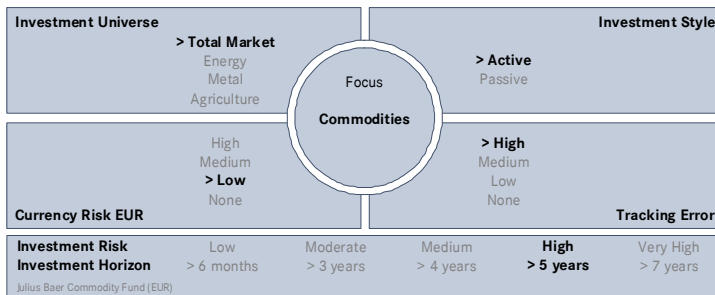 Investment Universe
> Total Market
Energy
Metal
Agriculture
Investment Style
> Active
Passive
Focus
Commodities
High
Medium
> Low
None
Currency Risk EUR
> High
Medium
Low
None
Tracking Error
Investment Risk Low Moderate Medium High Very High
Investment Horizon > 6 months > 3 years > 4 years > 5 years > 7 years
Julius Baer Commodity Fund (EUR)